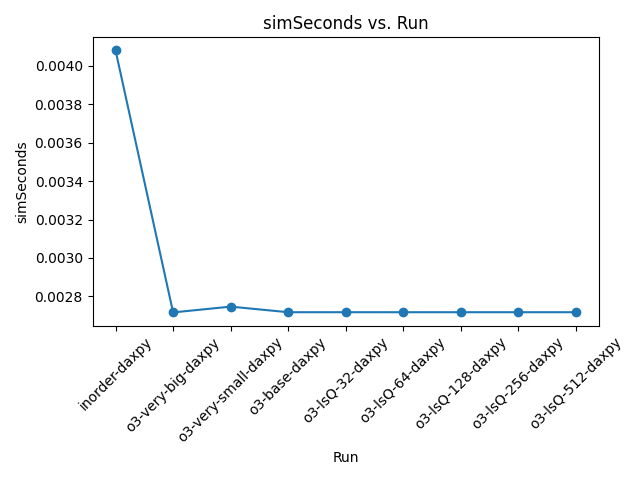 simSeconds vs. Run
simSeconds
0.0040
0.0038
0.0036
0.0034
0.0032
0.0030
0.0028
inorder-daxpy
o3-very-big-daxpy
o3-very-small-daxpy
o3-base-daxpy
o3-lsQ-32-daxpy
o3-lsQ-64-daxpy
o3-lsQ-128-daxpy
o3-lsQ-256-daxpy
o3-lsQ-512-daxpy
Run